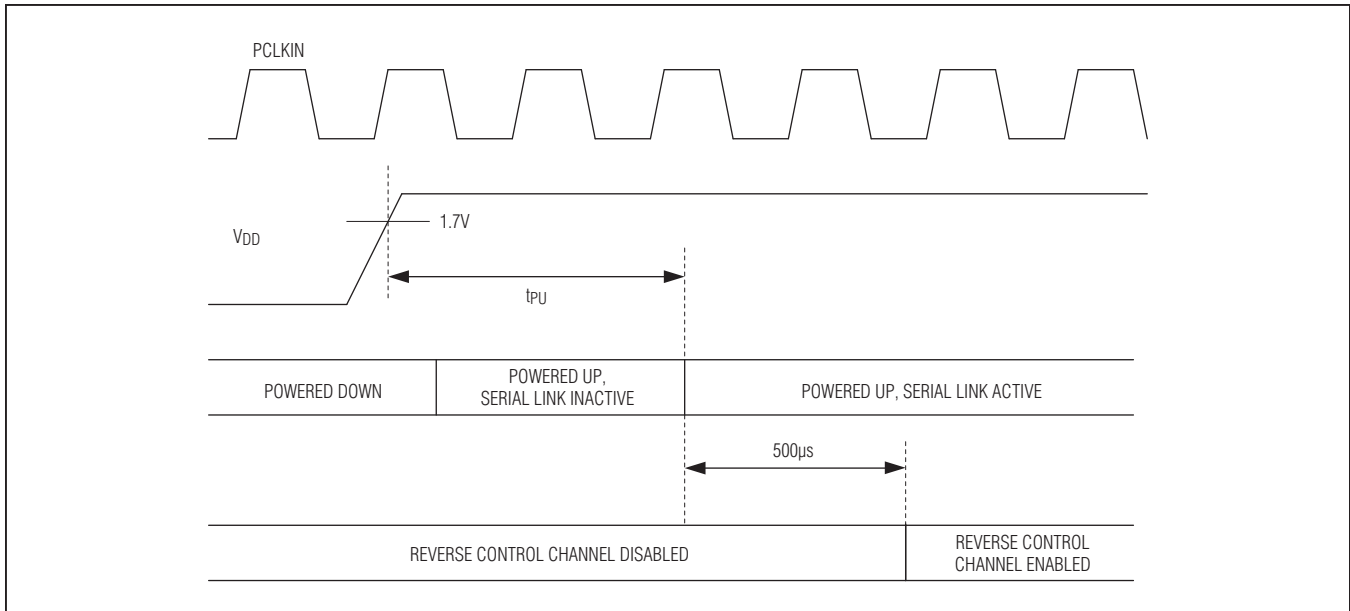 PCLKIN
1.7V
VDD
tPU
POWERED DOWN
POWERED UP,
SERIAL LINK INACTIVE
POWERED UP, SERIAL LINK ACTIVE
500µs
REVERSE CONTROL CHANNEL DISABLED
REVERSE CONTROL
CHANNEL ENABLED